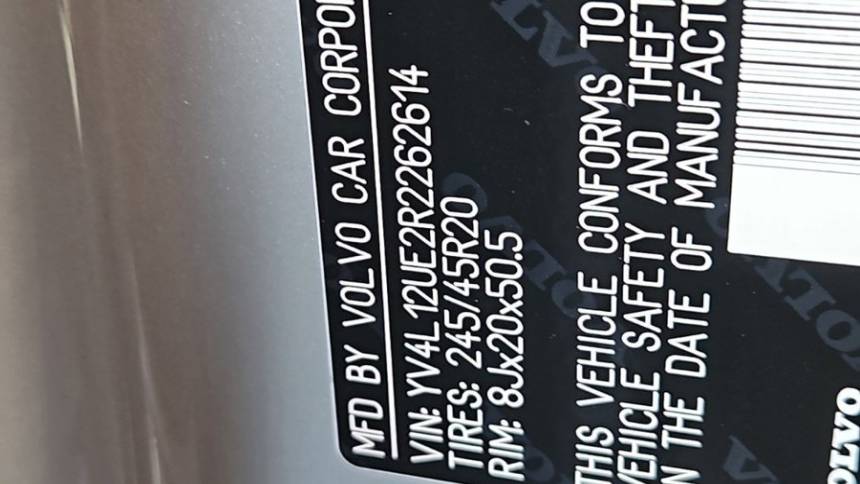 MFD BY VOLVO CAR CORPO
VIN: YV4L12UE2R2262614
TIRES: 245/45R20
RIM: 8Jx20x50.5
THIS VEHICLE CONFORMS TO
VEHICLE SAFETY AND THEFT
N THE DATE OF MANUFACTU
OLVO